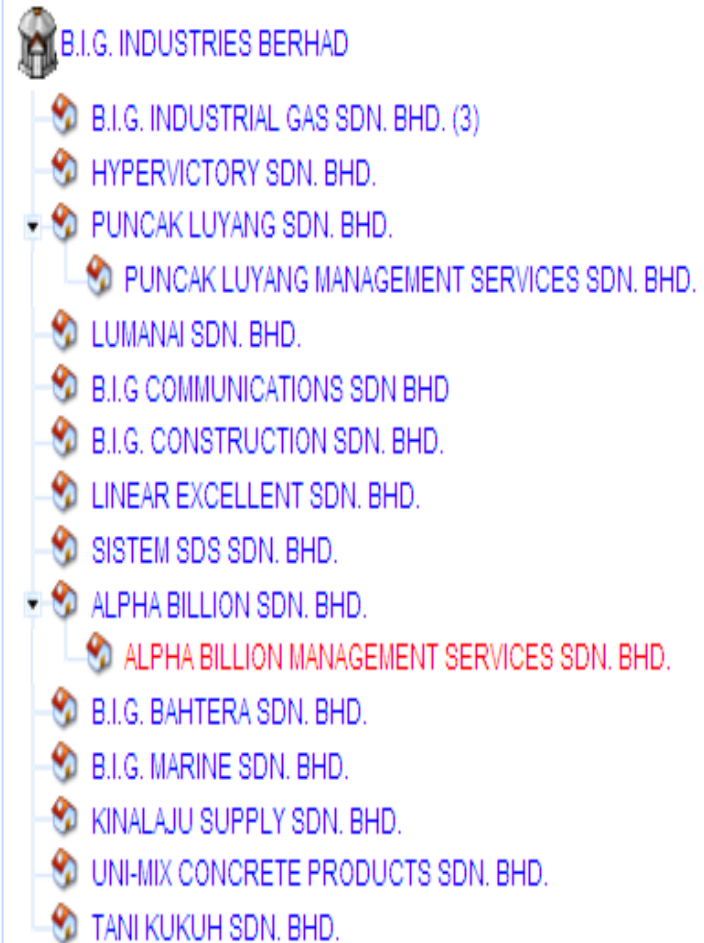 B.I.G. INDUSTRIES BERHAD
B.I.G. INDUSTRIAL GAS SDN. BHD. (3)
HYPERVICTORY SDN. BHD.
PUNCAK LUYANG SDN. BHD.
PUNCAK LUYANG MANAGEMENT SERVICES SDN. BHD.
LUMANAI SDN. BHD.
B.I.G COMMUNICATIONS SDN BHD
B.I.G. CONSTRUCTION SDN. BHD.
LINEAR EXCELLENT SDN. BHD.
SISTEM SDS SDN. BHD.
ALPHA BILLION SDN. BHD.
ALPHA BILLION MANAGEMENT SERVICES SDN. BHD.
B.I.G. BAHTERA SDN. BHD.
B.I.G. MARINE SDN. BHD.
KINALAJU SUPPLY SDN. BHD.
UNI-MIX CONCRETE PRODUCTS SDN. BHD.
TANI KUKUH SDN. BHD.